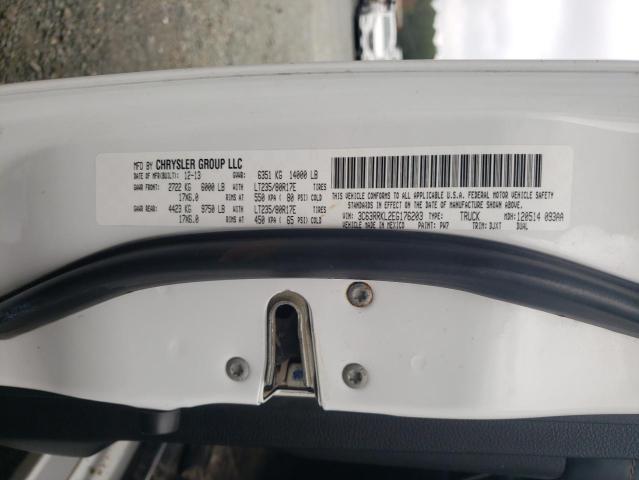 MFD BY CHRYSLER GROUP LLC
DATE OF MFR(BUILT): 12-13 GVWR: 6351 KG 14000 LB
GAWR FRONT: 2722 KG 6000 LB WITH LT235/80R17E TIRES
17X6.0 RIMS AT 550 KPA ( 80 PSI) COLD
GAWR REAR: 4423 KG 9750 LB WITH LT235/80R17E TIRES
17X6.0 RIMS AT 450 KPA ( 65 PSI) COLD
THIS VEHICLE CONFORMS TO ALL APPLICABLE U.S.A. FEDERAL MOTOR VEHICLE SAFETY
STANDARDS IN EFFECT ON THE DATE OF MANUFACTURE SHOWN ABOVE.
VIN: 3C63RRKL2EG176203 TYPE: TRUCK MDH: 120514 093AA
VEHICLE MADE IN MEXICO PAINT: PW7 TRIM: DJXT DUAL